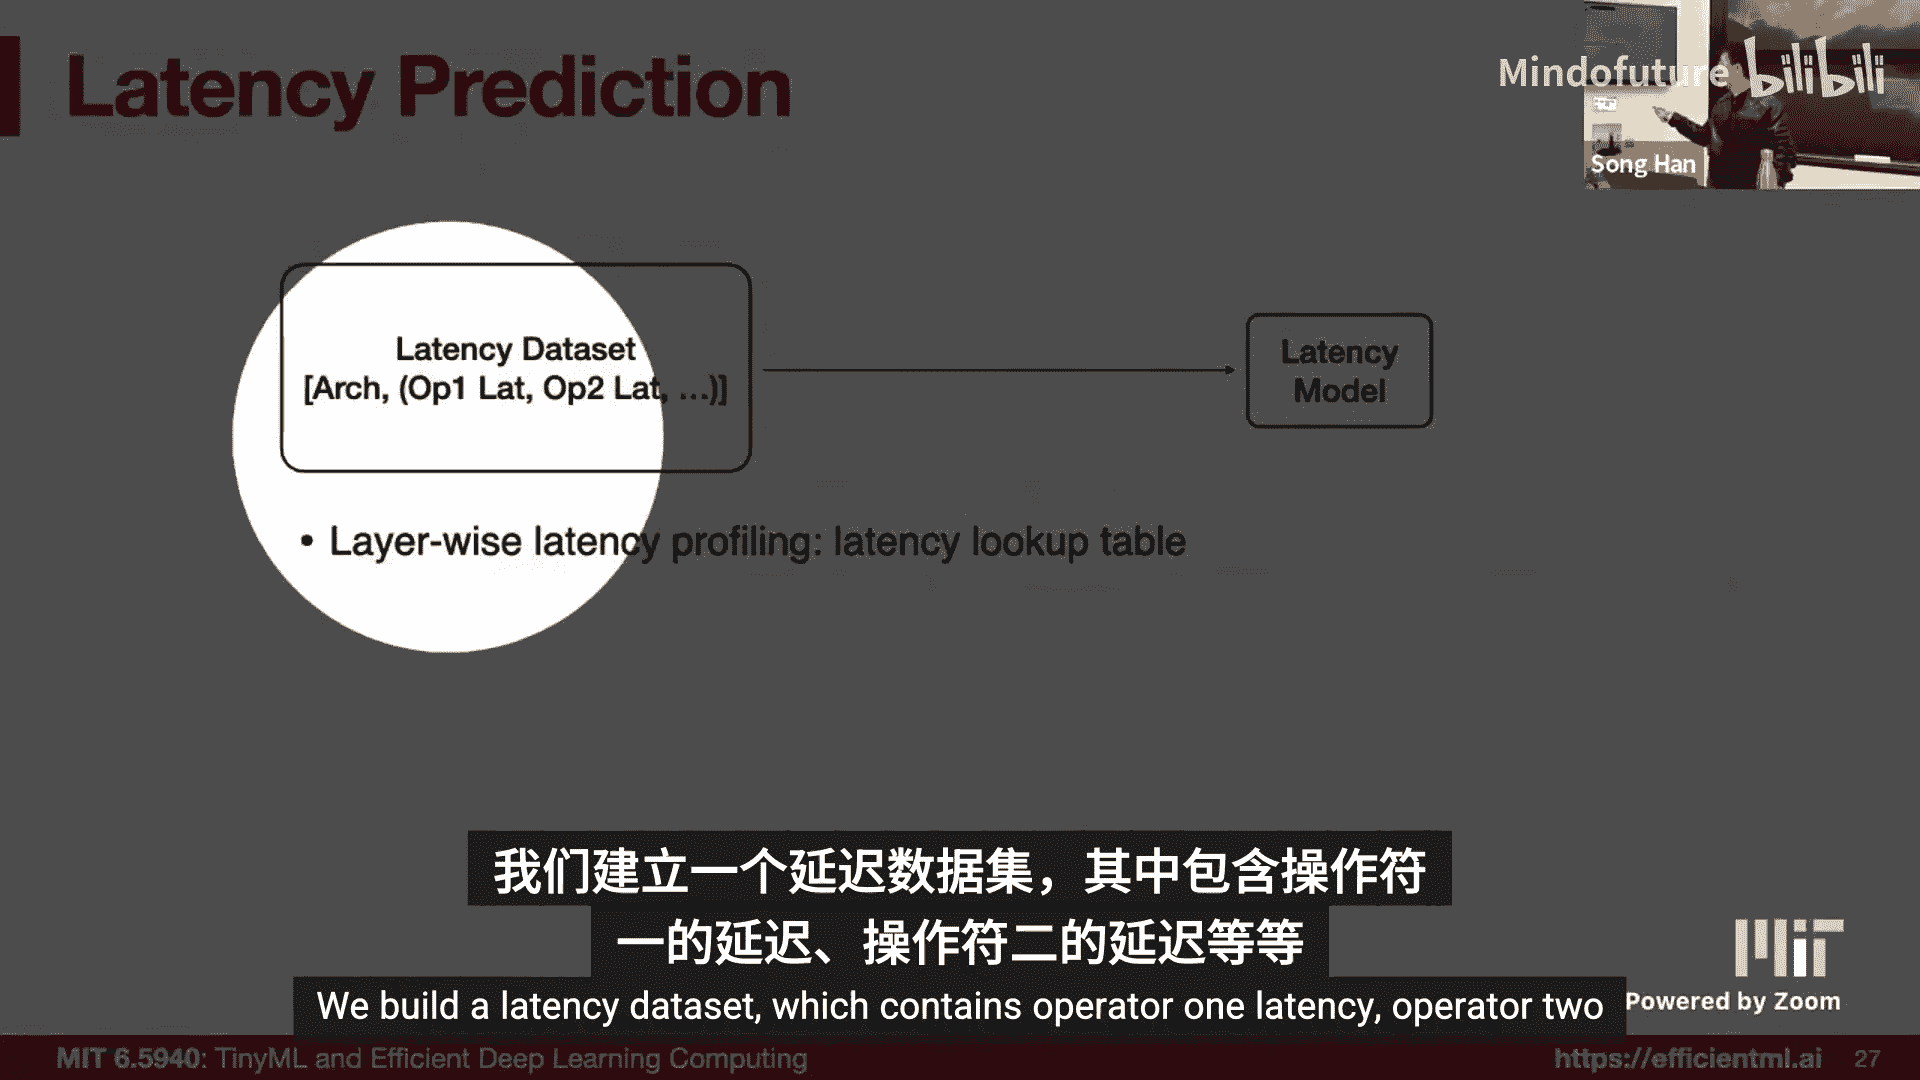 Latency Prediction
Mindofuture bilibili
Song Han
Latency Dataset
[Arch, (Op1 Lat, Op2 Lat, …)]
Latency
Model
• Layer-wise latency profiling: latency lookup table
我们建立一个延迟数据集，其中包含操作符
一的延迟、操作符二的延迟等等
We build a latency dataset, which contains operator one latency, operator two
MIT
Powered by Zoom
MIT 6.5940: TinyML and Efficient Deep Learning Computing
https://efficientml.ai
27